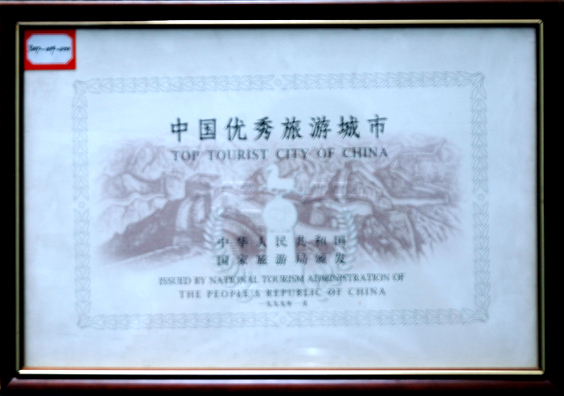 中国优秀旅游城市
TOP TOURIST CITY OF CHINA
中华人民共和国
国家旅游局颁发
ISSUED BY NATIONAL TOURISM ADMINISTRATION OF
THE PEOPLE'S REPUBLIC OF CHINA